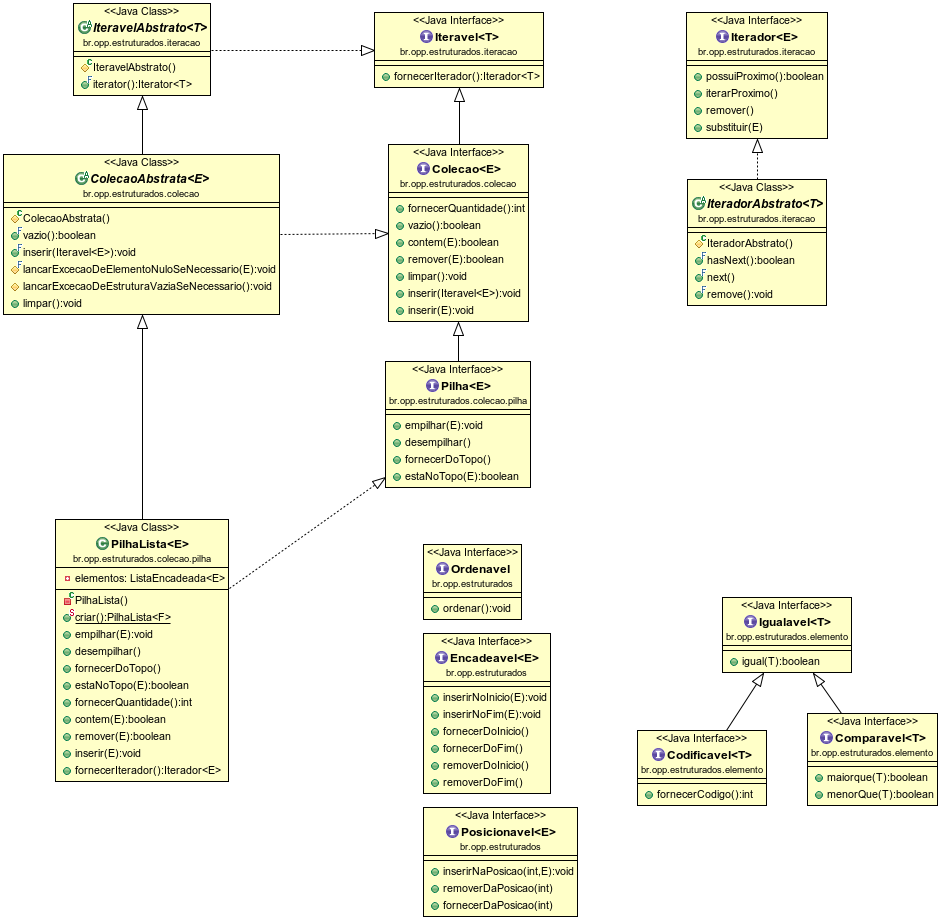 <<Java Class>>
IteravelAbstrato<T>
br.opp.estruturados.iteracao
IteravelAbstrato()
iterator():Iterator<T>
<<Java Interface>>
Iteravel<T>
br.opp.estruturados.iteracao
fornecerIterador():Iterador<T>
<<Java Interface>>
Iterador<E>
br.opp.estruturados.iteracao
possuiProximo():boolean
iterarProximo()
remover()
substituir(E)
<<Java Class>>
ColecaoAbstrata<E>
br.opp.estruturados.colecao
ColecaoAbstrata()
vazio():boolean
inserir(Iteravel<E>):void
lancarExcecaoDeElementoNuloSeNecessario(E):void
lancarExcecaoDeEstruturaVaziaSeNecessario():void
limpar():void
<<Java Interface>>
Colecao<E>
br.opp.estruturados.colecao
fornecerQuantidade():int
vazio():boolean
contem(E):boolean
remover(E):boolean
limpar():void
inserir(Iteravel<E>):void
inserir(E):void
<<Java Class>>
IteradorAbstrato<T>
br.opp.estruturados.iteracao
IteradorAbstrato()
hasNext():boolean
next()
remove():void
<<Java Interface>>
Pilha<E>
br.opp.estruturados.colecao.pilha
empilhar(E):void
desempilhar()
fornecerDoTopo()
estaNoTopo(E):boolean
<<Java Class>>
PilhaLista<E>
br.opp.estruturados.colecao.pilha
elementos: ListaEncadeada<E>
PilhaLista()
criar():PilhaLista<F>
empilhar(E):void
desempilhar()
fornecerDoTopo()
estaNoTopo(E):boolean
fornecerQuantidade():int
contem(E):boolean
remover(E):boolean
inserir(E):void
fornecerIterador():Iterador<E>
<<Java Interface>>
Ordenavel
br.opp.estruturados
ordenar():void
<<Java Interface>>
Encadeavel<E>
br.opp.estruturados
inserirNoInicio(E):void
inserirNoFim(E):void
fornecerDoInicio()
fornecerDoFim()
removerDoInicio()
removerDoFim()
<<Java Interface>>
Posicionavel<E>
br.opp.estruturados
inserirNaPosicao(int,E):void
removerDaPosicao(int)
fornecerDaPosicao(int)
<<Java Interface>>
Igualavel<T>
br.opp.estruturados.elemento
igual(T):boolean
<<Java Interface>>
Codificavel<T>
br.opp.estruturados.elemento
fornecerCodigo():int
<<Java Interface>>
Comparavel<T>
br.opp.estruturados.elemento
maiorque(T):boolean
menorQue(T):boolean